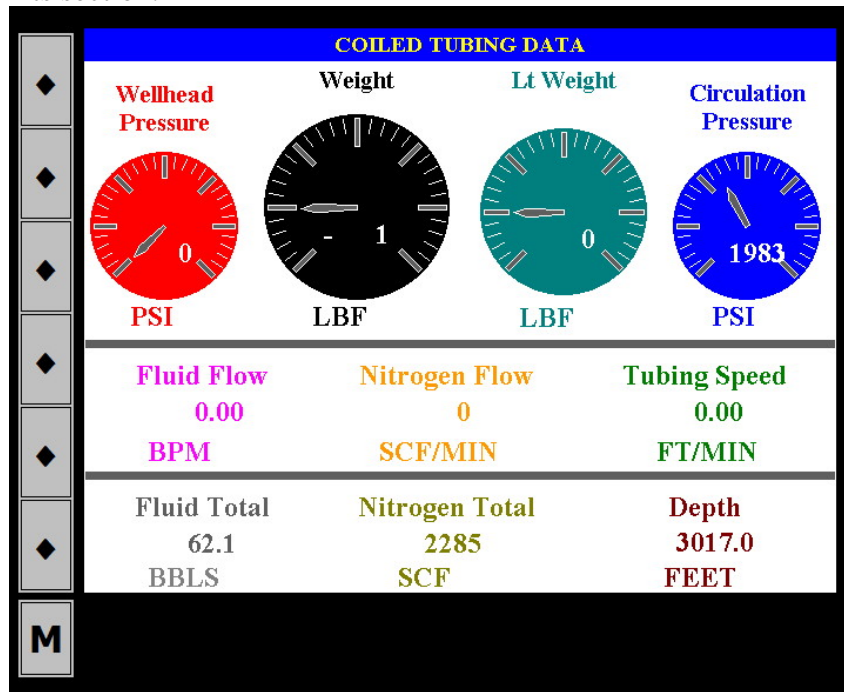 COILED TUBING DATA
Wellhead
Pressure
0
PSI
Weight
- 1
LBF
Lt Weight
0
LBF
Circulation
Pressure
1983
PSI
Fluid Flow
0.00
BPM
Nitrogen Flow
0
SCF/MIN
Tubing Speed
0.00
FT/MIN
Fluid Total
62.1
BBLS
Nitrogen Total
2285
SCF
Depth
3017.0
FEET
M